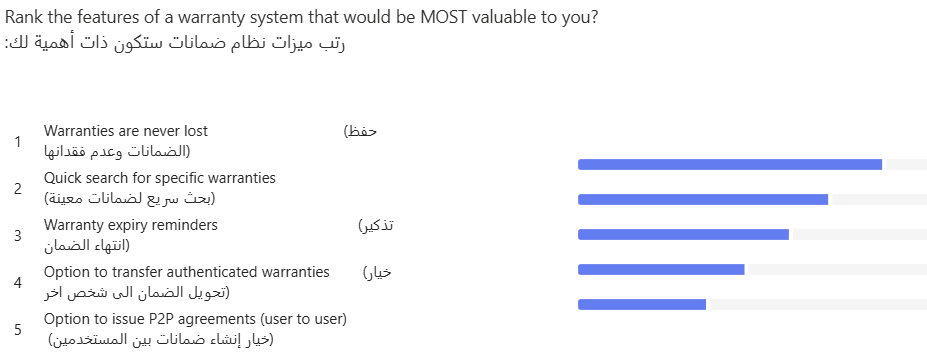 Rank the features of a warranty system that would be MOST valuable to you?
رتب ميزات نظام ضمانات ستكون ذات أهمية لك:
1
Warranties are never lost (حفظ
الضمانات وعدم فقدانها)
2
Quick search for specific warranties
(بحث سريع لضمانات معينة)
3
Warranty expiry reminders (تذكير
انتهاء الضمان)
4
Option to transfer authenticated warranties (خيار
تحويل الضمان الى شخص اخر)
5
Option to issue P2P agreements (user to user)
(خيار إنشاء ضمانات بين المستخدمين)